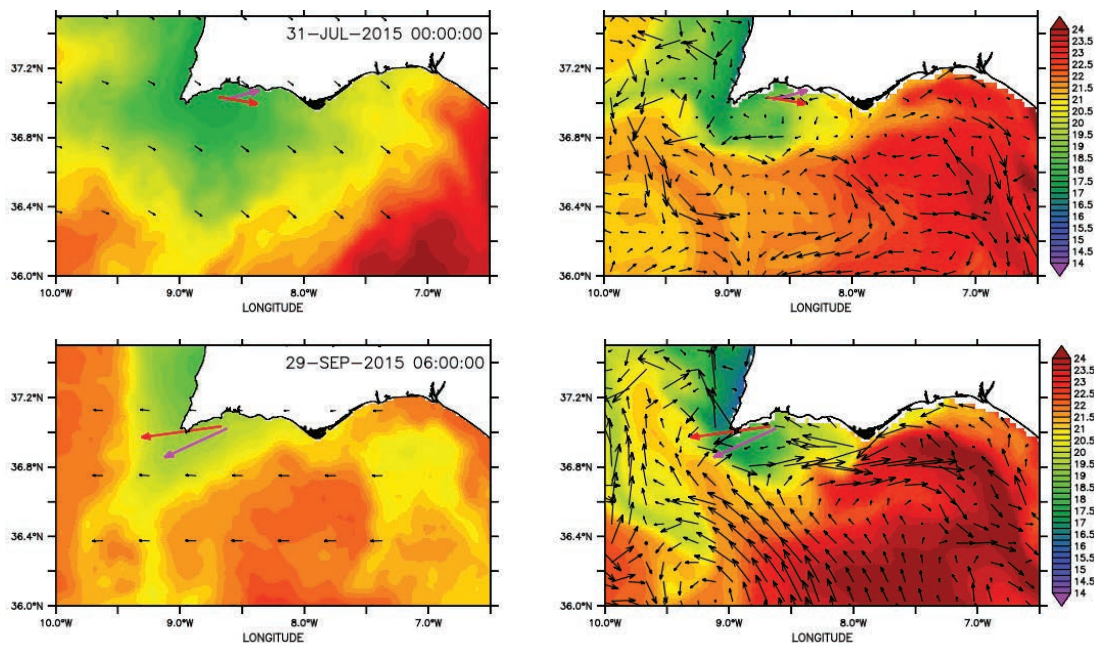 31-JUL-2015 00:00:00
37.2°N
36.8°N
36.4°N
36.0°N
10.0°W 9.0°W 8.0°W 7.0°W
LONGITUDE
37.2°N
36.8°N
36.4°N
36.0°N
10.0°W 9.0°W 8.0°W 7.0°W
LONGITUDE
24
23.5
23
22.5
22
21.5
21
20.5
20
19.5
19
18.5
18
17.5
17
16.5
16
15.5
15
14.5
14
29-SEP-2015 06:00:00
37.2°N
36.8°N
36.4°N
36.0°N
10.0°W 9.0°W 8.0°W 7.0°W
LONGITUDE
37.2°N
36.8°N
36.4°N
36.0°N
10.0°W 9.0°W 8.0°W 7.0°W
LONGITUDE
24
23.5
23
22.5
22
21.5
21
20.5
20
19.5
19
18.5
18
17.5
17
16.5
16
15.5
15
14.5
14